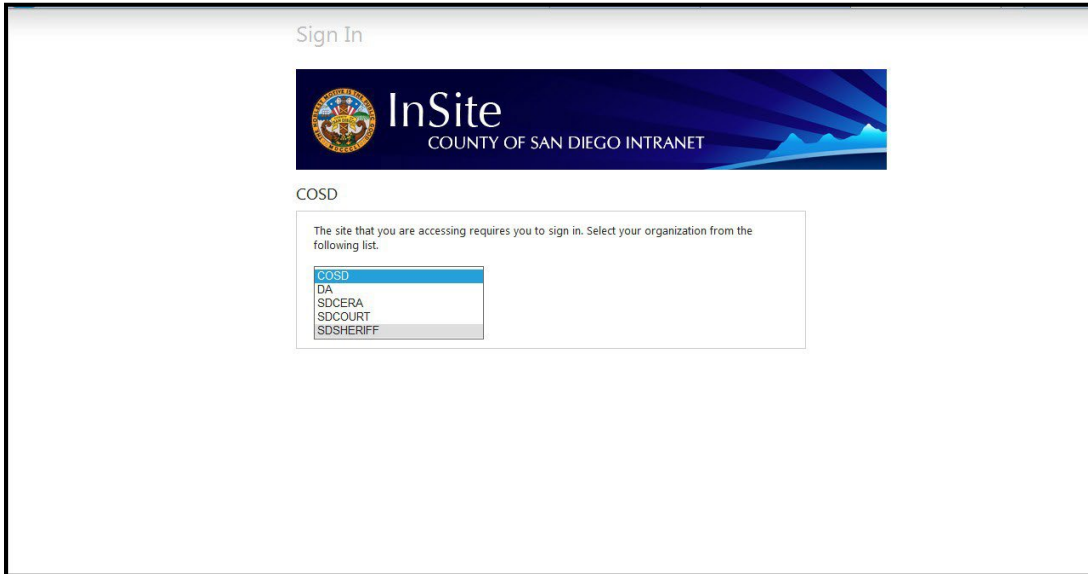 Sign In
InSite
COUNTY OF SAN DIEGO INTRANET
COSD
The site that you are accessing requires you to sign in. Select your organization from the
following list.
COSD
DA
SDCERA
SDCOURT
SDSHERIFF